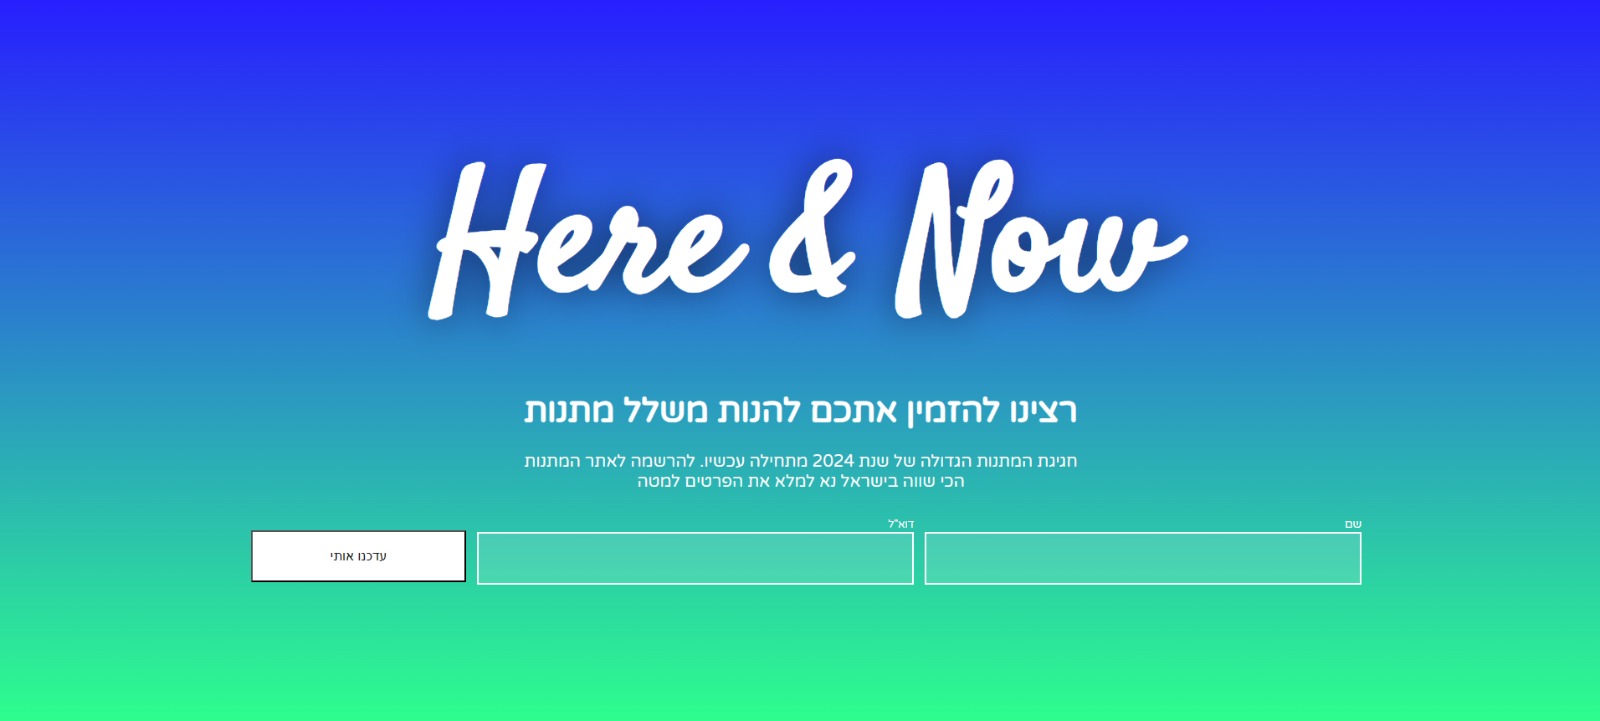 Here & Now
רצינו להזמין אתכם להנות משלל מתנות
חגיגת המתנות הגדולה של שנת 2024 מתחילה עכשיו. להרשמה לאתר המתנות
הכי שווה בישראל נא למלא את הפרטים למטה
שם
דוא"ל
עדכנו אותי